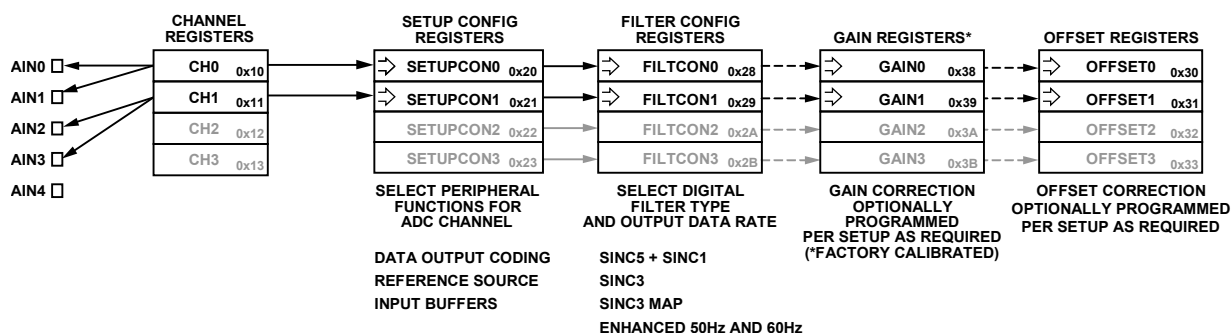 CHANNEL
REGISTERS
SETUP CONFIG
REGISTERS
FILTER CONFIG
REGISTERS
GAIN REGISTERS*
OFFSET REGISTERS
AIN0
CH0 0x10
SETUPCON0 0x20
FILTCON0 0x28
GAIN0 0x38
OFFSET0 0x30
AIN1
CH1 0x11
SETUPCON1 0x21
FILTCON1 0x29
GAIN1 0x39
OFFSET1 0x31
AIN2
CH2 0x12
SETUPCON2 0x22
FILTCON2 0x2A
GAIN2 0x3A
OFFSET2 0x32
AIN3
CH3 0x13
SETUPCON3 0x23
FILTCON3 0x2B
GAIN3 0x3B
OFFSET3 0x33
AIN4
SELECT PERIPHERAL
FUNCTIONS FOR
ADC CHANNEL
SELECT DIGITAL
FILTER TYPE
AND OUTPUT DATA RATE
GAIN CORRECTION
OPTIONALLY
PROGRAMMED
PER SETUP AS REQUIRED
(*FACTORY CALIBRATED)
OFFSET CORRECTION
OPTIONALLY PROGRAMMED
PER SETUP AS REQUIRED
DATA OUTPUT CODING
REFERENCE SOURCE
INPUT BUFFERS
SINC5 + SINC1
SINC3
SINC3 MAP
ENHANCED 50Hz AND 60Hz